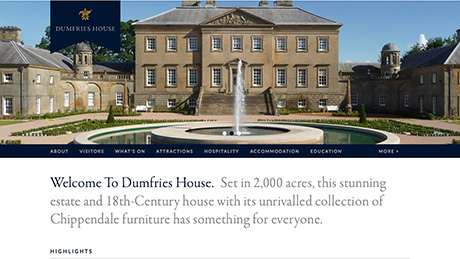 DUMFRIES HOUSE
ABOUT VISITORS WHAT'S ON ATTRACTIONS HOSPITALITY ACCOMMODATION EDUCATION MORE +
Welcome To Dumfries House. Set in 2,000 acres, this stunning
estate and 18th-Century house with its unrivalled collection of
Chippendale furniture has something for everyone.
HIGHLIGHTS